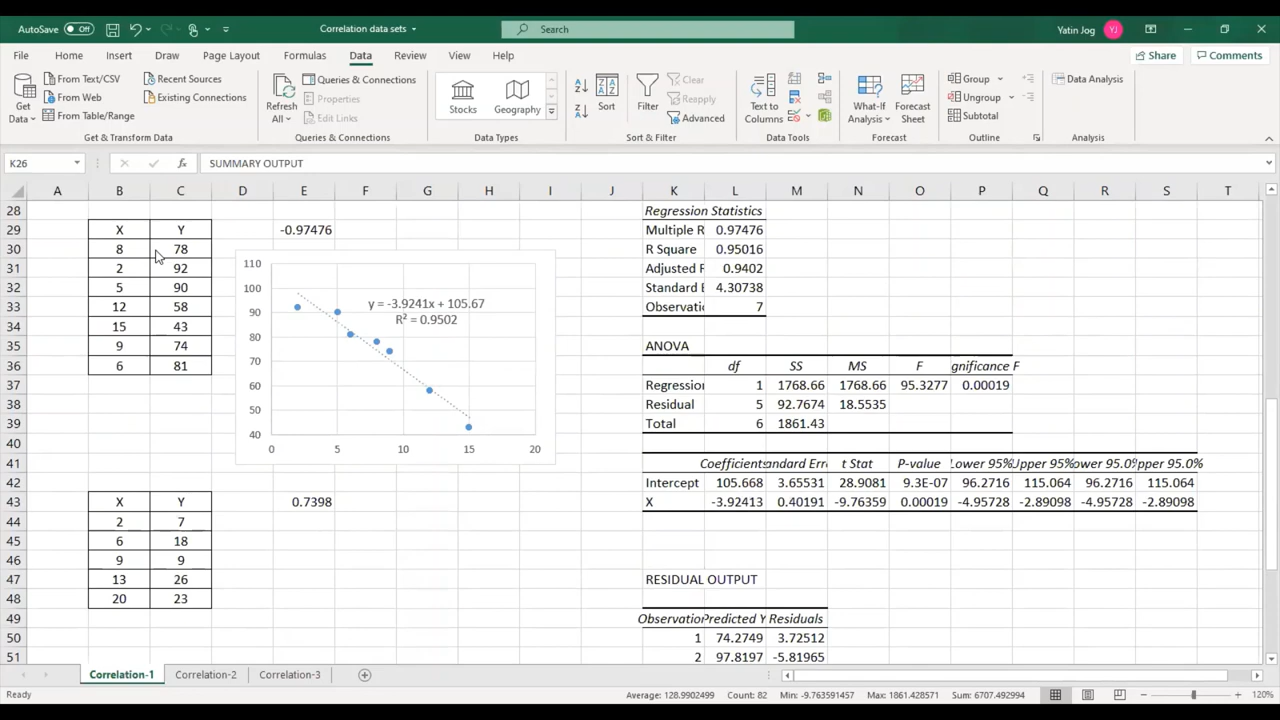 AutoSave Off Correlation data sets Search Yatin Jog YJ
File Home Insert Draw Page Layout Formulas Data Review View Help Share Comments
From Text/CSV Recent Sources
From Web Existing Connections
From Table/Range
Get Data
Get & Transform Data
Refresh All
Queries & Connections
Properties
Edit Links
Queries & Connections
Stocks Geography
Data Types
Sort Filter
Clear
Reapply
Advanced
Sort & Filter
Text to Columns
Data Tools
What-If Analysis Forecast Sheet
Forecast
Group
Ungroup
Subtotal
Outline
Data Analysis
Analysis
K26 fx SUMMARY OUTPUT
A B C D E F G H I J K L M N O P Q R S T
28 Regression Statistics
29 X Y -0.97476 Multiple R 0.97476
30 8 78 R Square 0.95016
31 2 92 Adjusted R 0.9402
32 5 90 Standard E 4.30738
33 12 58 Observatio 7
34 15 43
35 9 74 ANOVA
36 6 81 df SS MS F gnificance F
37 Regression 1 1768.66 1768.66 95.3277 0.00019
38 Residual 5 92.7674 18.5535
39 Total 6 1861.43
40
41 Coefficients andard Erro t Stat P-value Lower 95% Upper 95% ower 95.0% pper 95.0%
42 Intercept 105.668 3.65531 28.9081 9.3E-07 96.2716 115.064 96.2716 115.064
43 X Y 0.7398 X -3.92413 0.40191 -9.76359 0.00019 -4.95728 -2.89098 -4.95728 -2.89098
44 2 7
45 6 18
46 9 9
47 13 26 RESIDUAL OUTPUT
48 20 23
49 Observation Predicted Y Residuals
50 1 74.2749 3.72512
51 2 97.8197 -5.81965
110
100
90
80
70
60
50
40
0 5 10 15 20
y = -3.9241x + 105.67
R² = 0.9502
Correlation-1 Correlation-2 Correlation-3
Ready Average: 128.9902499 Count: 82 Min: -9.763591457 Max: 1861.428571 Sum: 6707.492994 120%